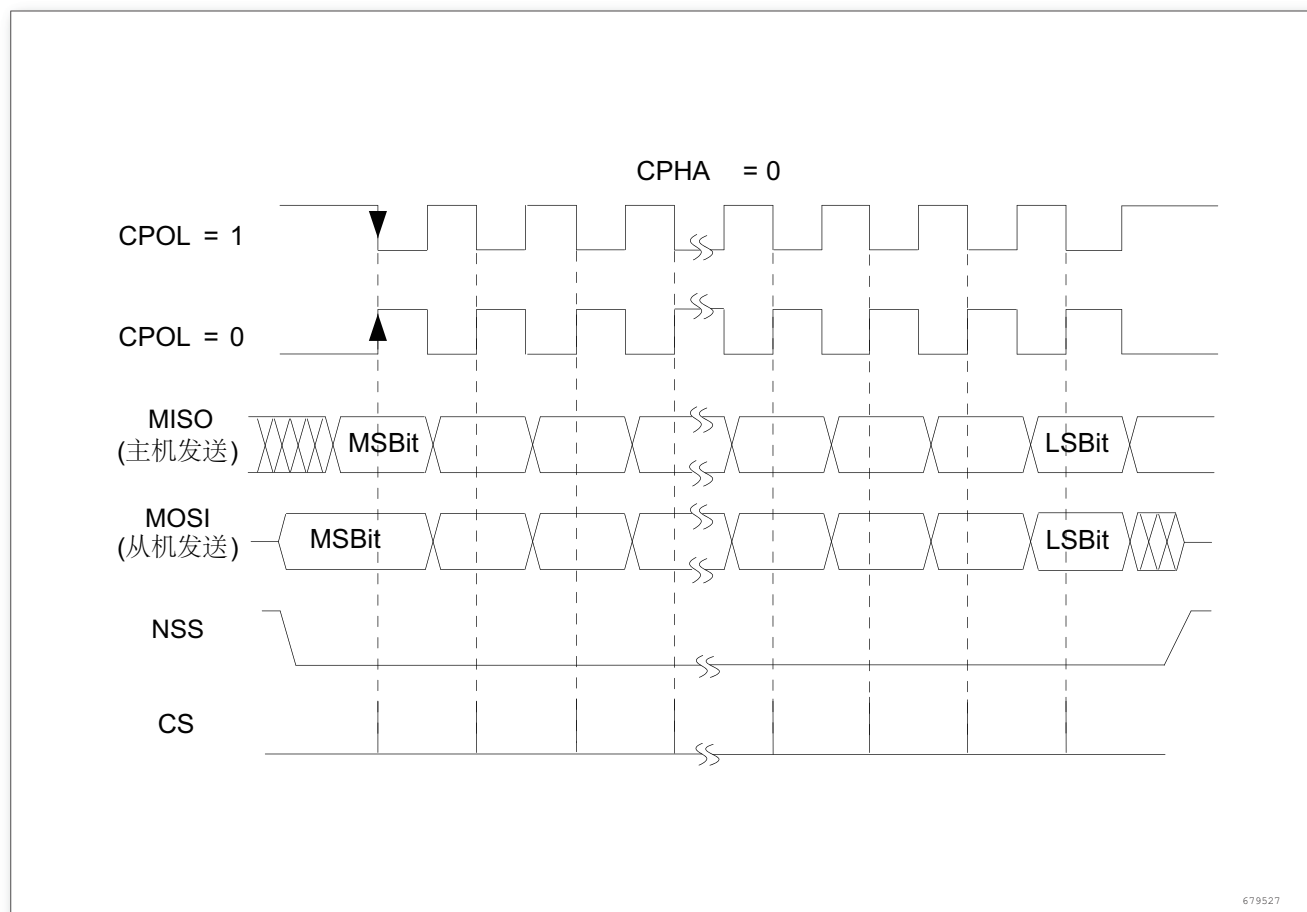 CPHA = 0
CPOL = 1
CPOL = 0
MISO
(主机发送)
MSBit
LSBit
MOSI
(从机发送)
MSBit
LSBit
NSS
CS
679527